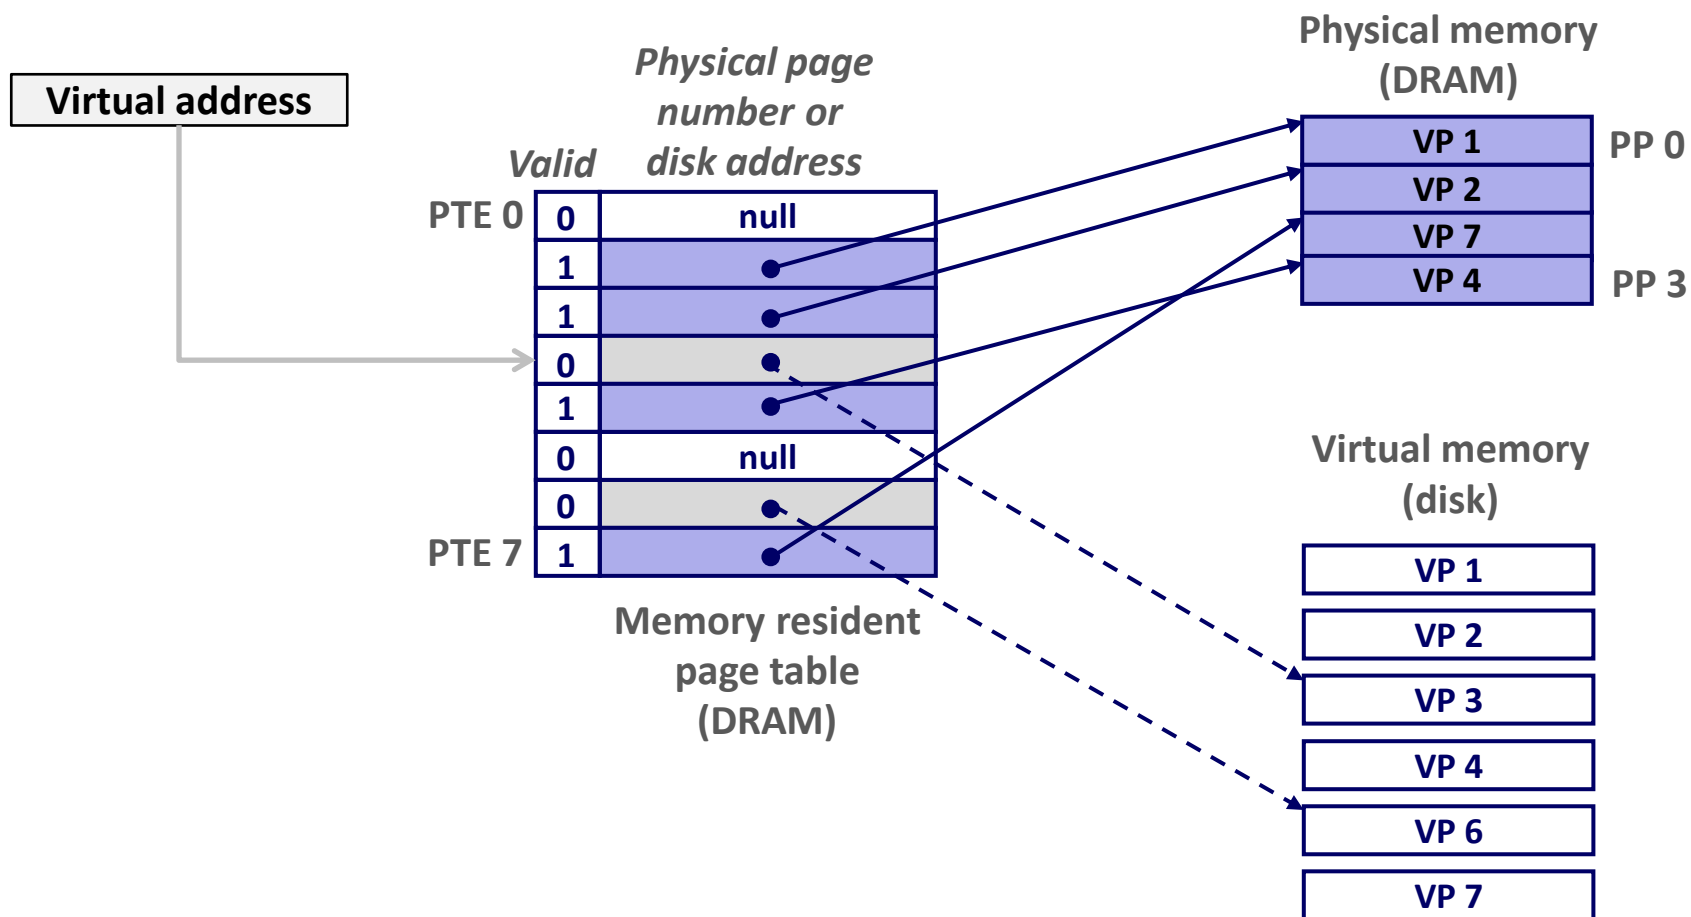 Virtual address
Physical page
number or
disk address
Valid
PTE 0
0
null
1
1
0
1
0
null
0
PTE 7
1
Memory resident
page table
(DRAM)
Physical memory
(DRAM)
VP 1
PP 0
VP 2
VP 7
VP 4
PP 3
Virtual memory
(disk)
VP 1
VP 2
VP 3
VP 4
VP 6
VP 7